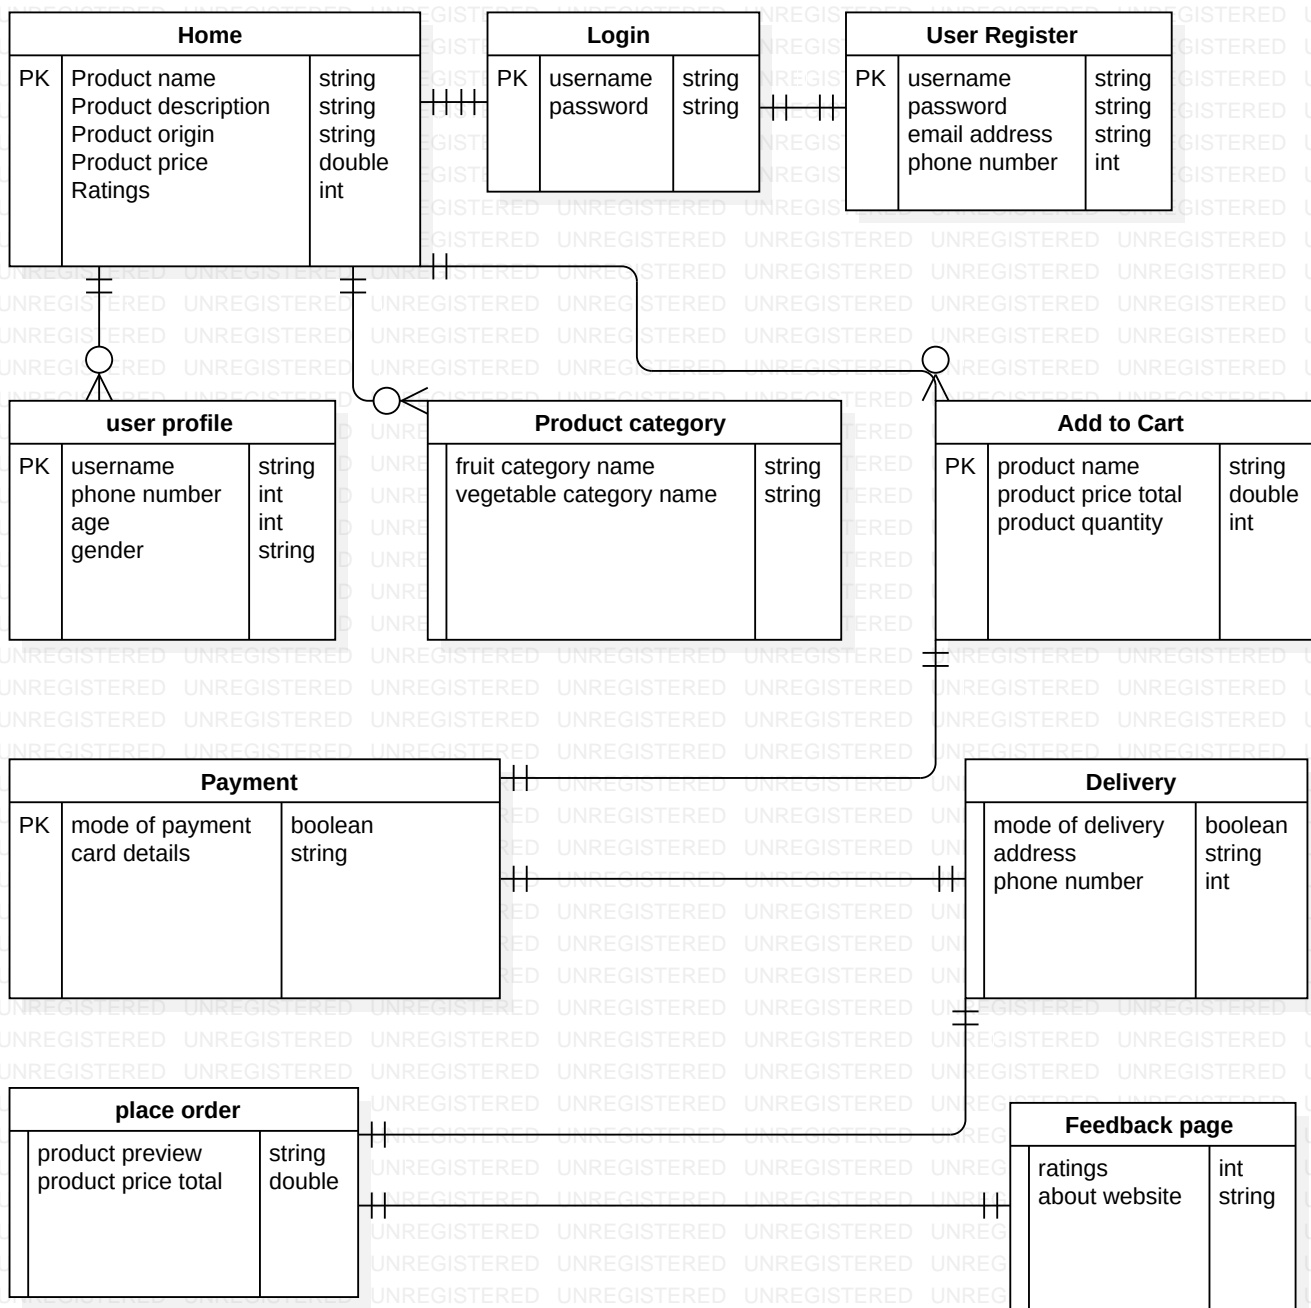 Home
PK Product name string
Product description string
Product origin string
Product price double
Ratings int
Login
PK username string
password string
User Register
PK username string
password string
email address string
phone number int
user profile
PK username string
phone number int
age int
gender string
Product category
fruit category name string
vegetable category name string
Add to Cart
PK product name string
product price total double
product quantity int
Payment
PK mode of payment boolean
card details string
Delivery
mode of delivery boolean
address string
phone number int
place order
product preview string
product price total double
Feedback page
ratings int
about website string
UNREGISTERED